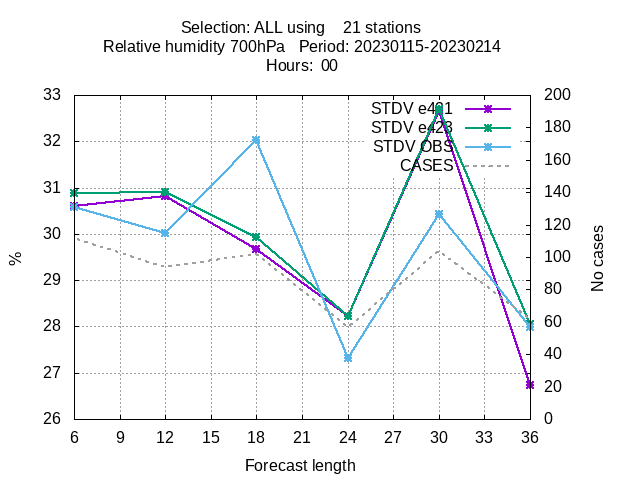 Selection: ALL using    21 stations
Relative humidity 700hPa   Period: 20230115-20230214
Hours:  00
33
32
31
30
29
28
27
26
%
200
180
160
140
120
100
80
60
40
20
0
No cases
STDV e421
STDV e423
STDV OBS
CASES
6 9 12 15 18 21 24 27 30 33 36
Forecast length